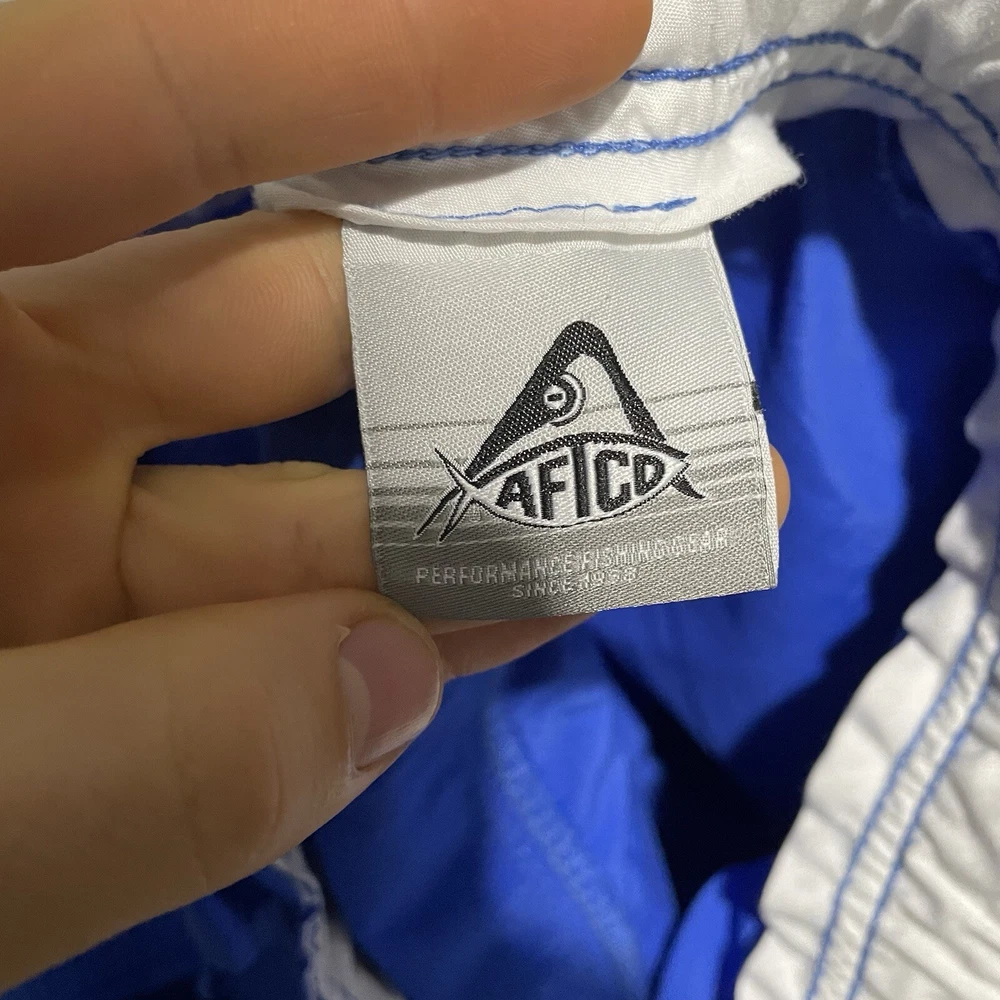 AFTCO
PERFORMANCE FISHING GEAR
SINCE 1958